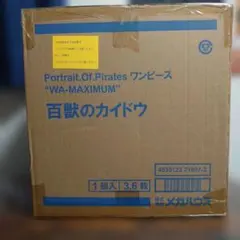 Portrait.Of.Pirates ワンピース
"WA-MAXIMUM"
百獣のカイドウ
1個入
3.6㎏
メガハウス